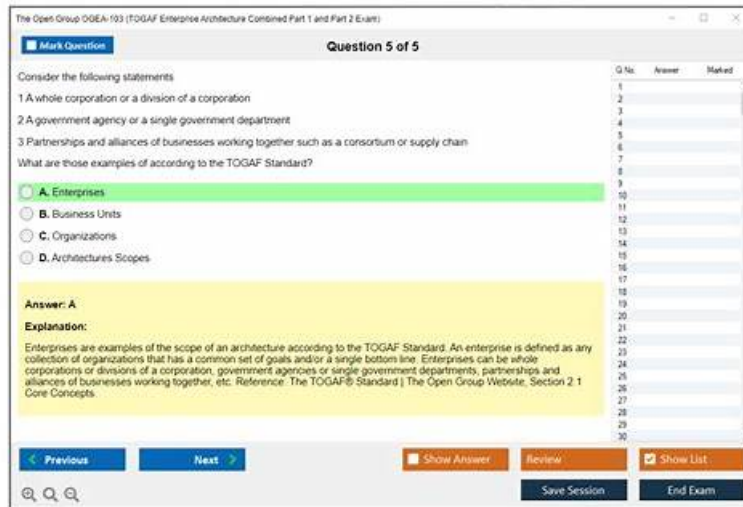 The Open Group OGEA-103 (TOGAF Enterprise Architecture Combined Part 1 and Part 2 Exam)
Mark Question
Question 5 of 5
Q No. Answer Marked
Consider the following statements
1 A whole corporation or a division of a corporation
2 A government agency or a single government department
3 Partnerships and alliances of businesses working together such as a consortium or supply chain
What are those examples of according to the TOGAF Standard?
A. Enterprises
B. Business Units
C. Organizations
D. Architectures Scopes
Answer: A
Explanation:
Enterprises are examples of the scope of an architecture according to the TOGAF Standard. An enterprise is defined as any
collection of organizations that has a common set of goals and/or a single bottom line. Enterprises can be whole
corporations or divisions of a corporation, government agencies or single government departments, partnerships and
alliances of businesses working together, etc. Reference: The TOGAF® Standard | The Open Group Website, Section 2.1
Core Concepts.
1
2
3
4
5
6
7
8
9
10
11
12
13
14
15
16
17
18
19
20
21
22
23
24
25
26
27
28
29
30
Previous
Next
Show Answer
Review
Show List
Save Session
End Exam